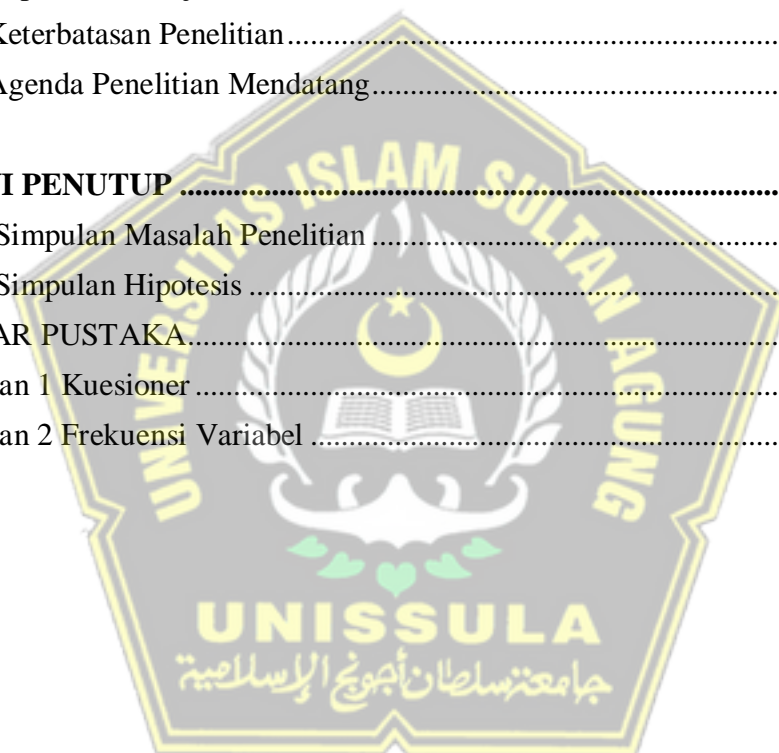 Keterbatasan Penelitian
Agenda Penelitian Mendatang
I PENUTUP
Simpulan Masalah Penelitian
Simpulan Hipotesis
AR PUSTAKA
an 1 Kuesioner
an 2 Frekuensi Variabel
UNIVERSITAS ISLAM SULTAN AGUNG
UNISSULA
جامعة سلطان أجونج الإسلامية